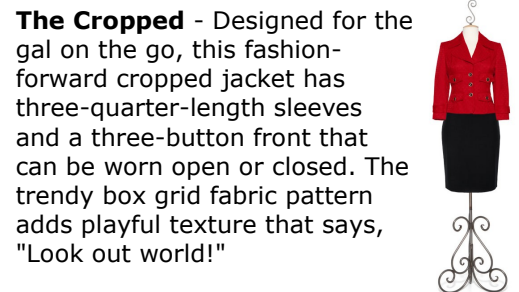 The Cropped - Designed for the
gal on the go, this fashion-
forward cropped jacket has
three-quarter-length sleeves
and a three-button front that
can be worn open or closed. The
trendy box grid fabric pattern
adds playful texture that says,
"Look out world!"